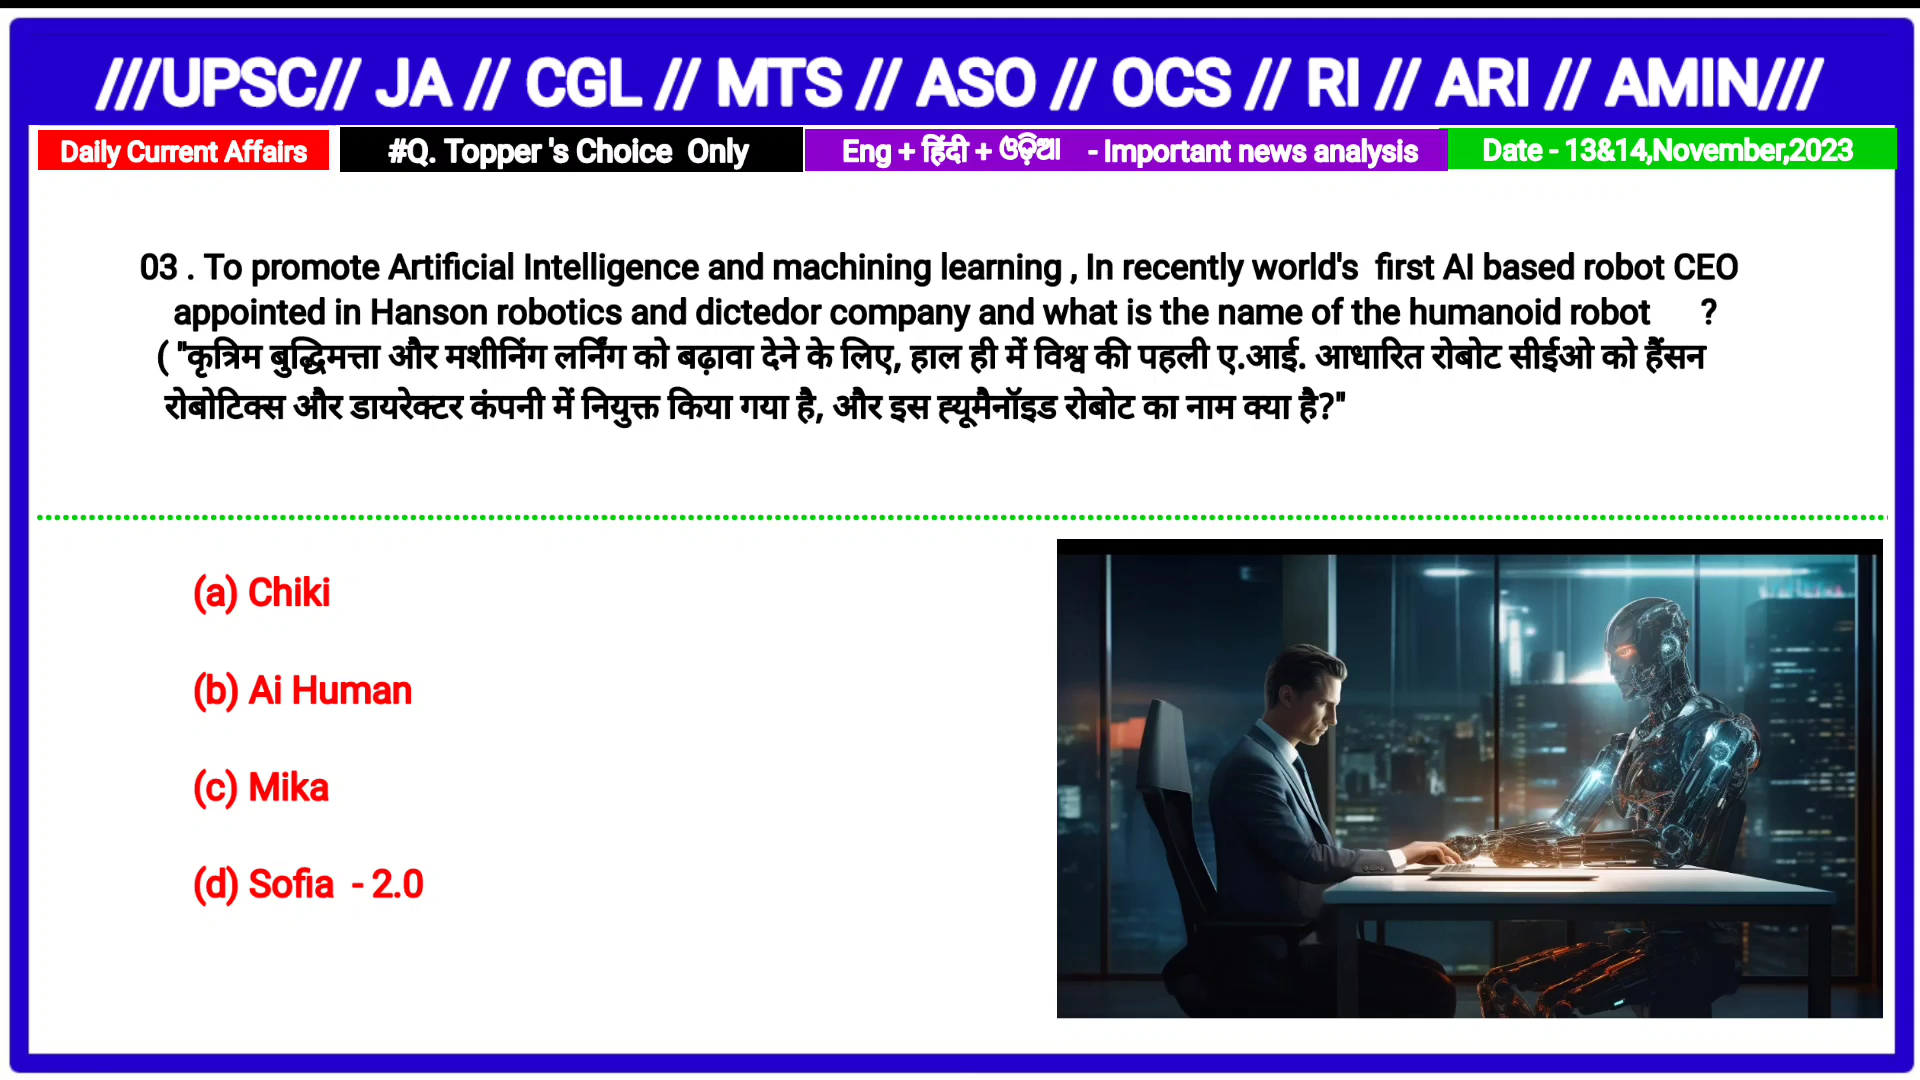 ///UPSC// JA // CGL // MTS // ASO // OCS // RI // ARI // AMIN///
Daily Current Affairs #Q. Topper 's Choice Only Eng + हिंदी + ଓଡ଼ିଆ - Important news analysis Date - 13&14,November,2023
03 . To promote Artificial Intelligence and machining learning , In recently world's first AI based robot CEO
appointed in Hanson robotics and dictedor company and what is the name of the humanoid robot ?
( "कृत्रिम बुद्धिमत्ता और मशीनिंग लर्निंग को बढ़ावा देने के लिए, हाल ही में विश्व की पहली ए.आई. आधारित रोबोट सीईओ को हैंसन
रोबोटिक्स और डायरेक्टर कंपनी में नियुक्त किया गया है, और इस ह्यूमैनॉइड रोबोट का नाम क्या है?"
(a) Chiki
(b) Ai Human
(c) Mika
(d) Sofia - 2.0